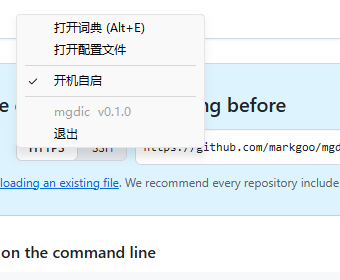 打开词典 (Alt+E)
打开配置文件
✓ 开机自启
mgdic v0.1.0
退出
ng before
HTTPS SSH https://github.com/markgoo/mgd
loading an existing file. We recommend every repository include
on the command line